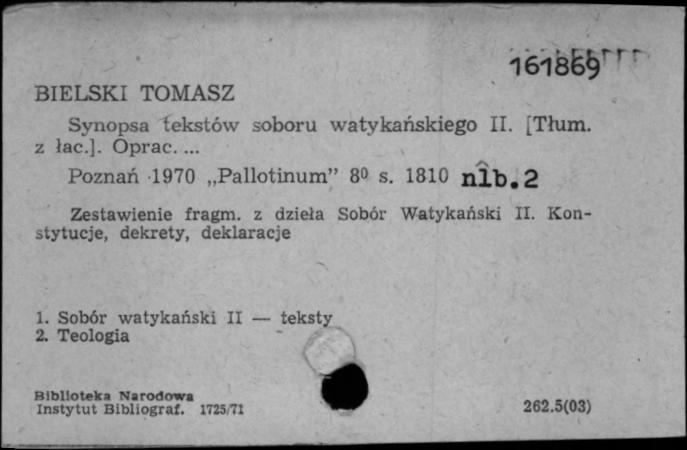 161869
BIELSKI TOMASZ
Synopsa tekstów soboru watykańskiego II. [Tłum.
z łac.]. Oprac. ...
Poznań 1970 „Pallotinum” 8⁰ s. 1810 nlb.2
Zestawienie fragm. z dzieła Sobór Watykański II. Kon-
stytucje, dekrety, deklaracje
1. Sobór watykański II — teksty
2. Teologia
Biblioteka Narodowa
Instytut Bibliograf. 1725/71
262.5(03)